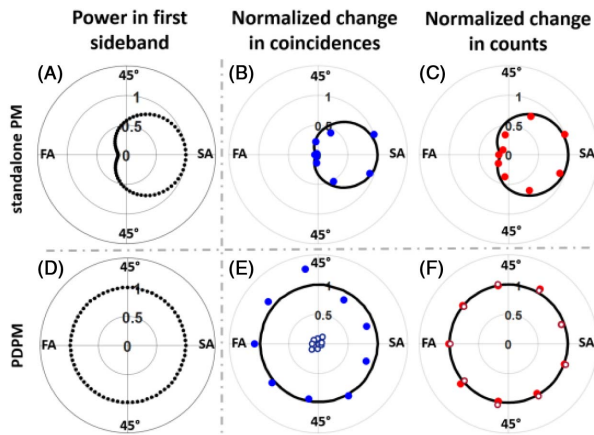 Power in first sideband
Normalized change in coincidences
Normalized change in counts
standalone PM
(A)
45°
1
0.5
FA
0
SA
45°
(B)
45°
1
0.5
FA
0
SA
45°
(C)
45°
1
0.5
FA
0
SA
45°
PDPM
(D)
45°
1
0.5
FA
0
SA
45°
(E)
45°
1
0.5
FA
0
SA
45°
(F)
45°
1
0.5
FA
0
SA
45°